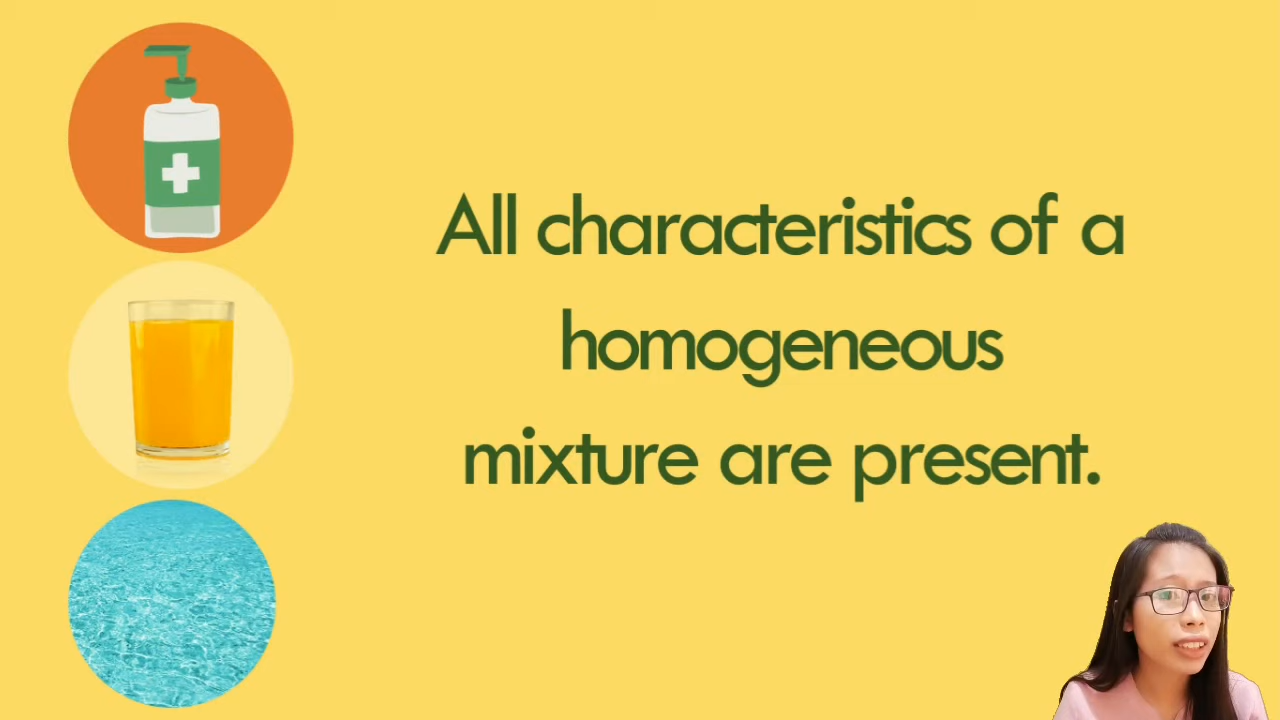 All characteristics of a
homogeneous
mixture are present.